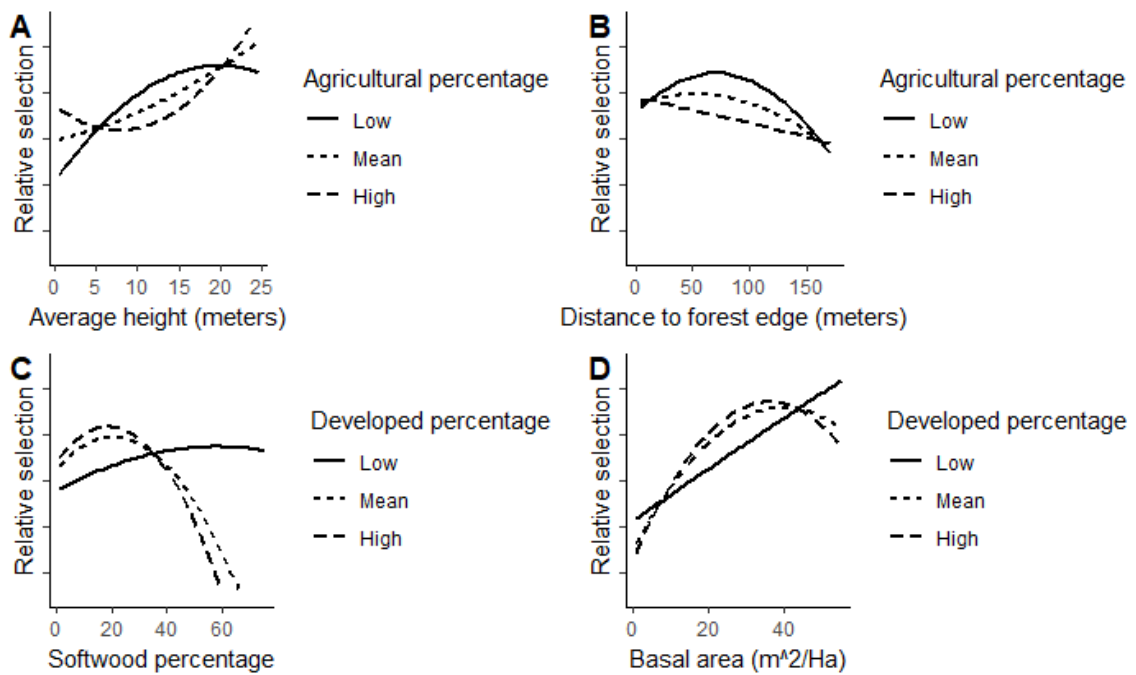 A
Relative selection
0 5 10 15 20 25
Average height (meters)
Agricultural percentage
Low
Mean
High
B
Relative selection
0 50 100 150
Distance to forest edge (meters)
Agricultural percentage
Low
Mean
High
C
Relative selection
0 20 40 60
Softwood percentage
Developed percentage
Low
Mean
High
D
Relative selection
0 20 40
Basal area (m^2/Ha)
Developed percentage
Low
Mean
High